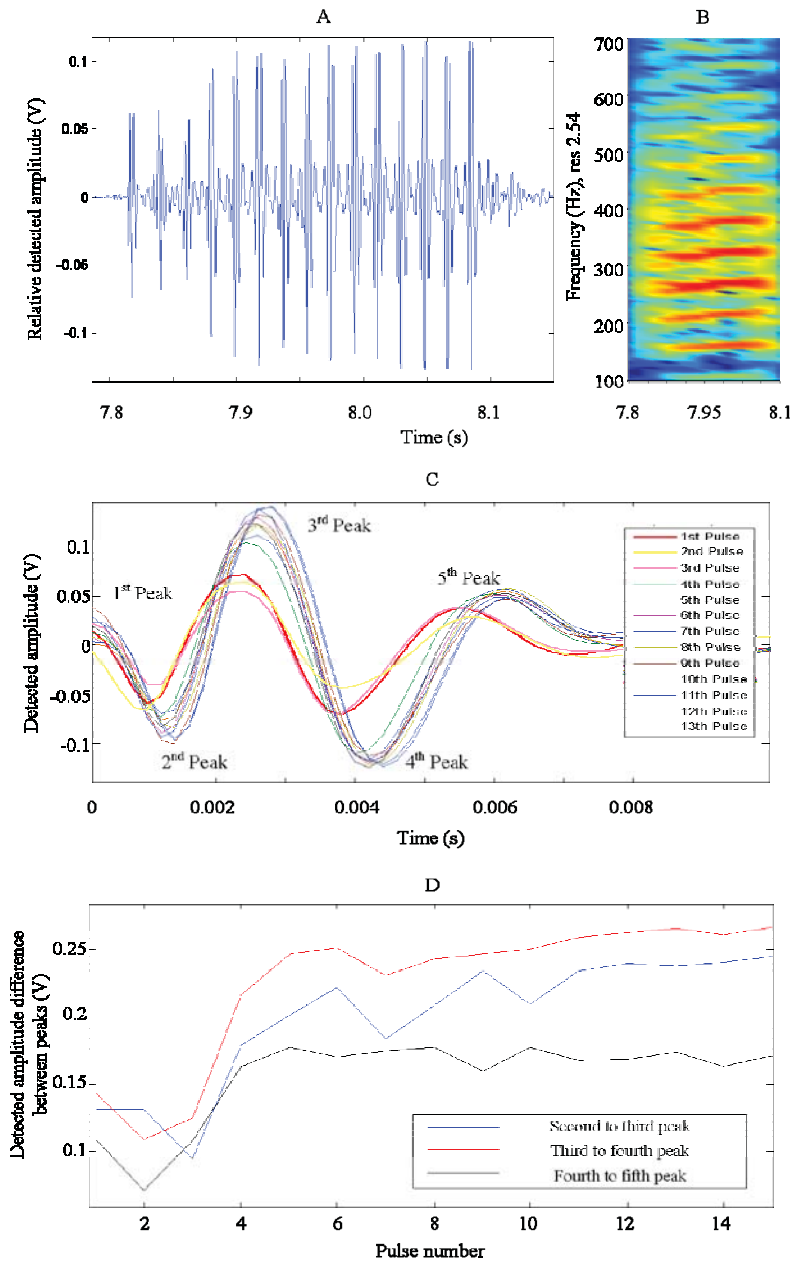 A
B
Relative detected amplitude (V)
0.1
0.05
0
-0.06
-0.1
7.8
7.9
8.0
8.1
Time (s)
Frequency (Hz), res 2.54
700
600
500
400
300
200
100
7.8
7.95
8.1
C
Detected amplitude (V)
0.1
0.05
0
-0.05
-0.1
1st Peak
2nd Peak
3rd Peak
4th Peak
5th Peak
1st Pulse
2nd Pulse
3rd Pulse
4th Pulse
5th Pulse
6th Pulse
7th Pulse
8th Pulse
9th Pulse
10th Pulse
11th Pulse
12th Pulse
13th Pulse
0
0.002
0.004
0.006
0.008
Time (s)
D
Detected amplitude difference
between peaks (V)
0.25
0.2
0.15
0.1
Second to third peak
Third to fourth peak
Fourth to fifth peak
2
4
6
8
10
12
14
Pulse number